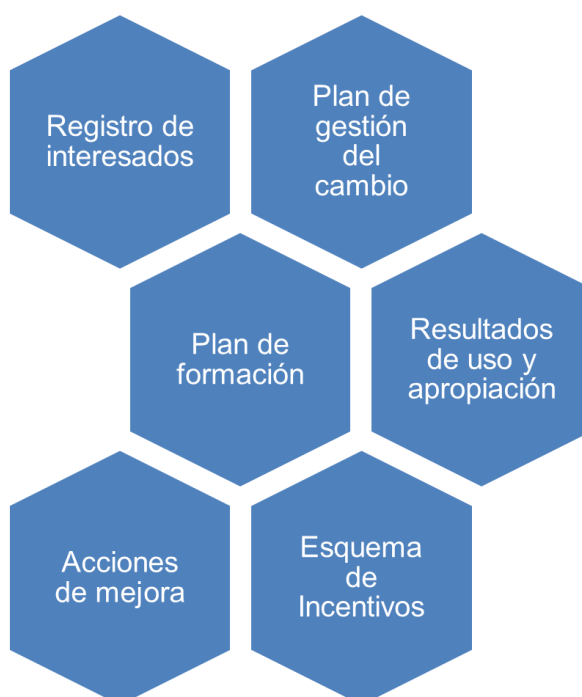 Registro de
interesados
Plan de
gestión
del
cambio
Plan de
formación
Resultados
de uso y
apropiación
Acciones
de mejora
Esquema
de
Incentivos